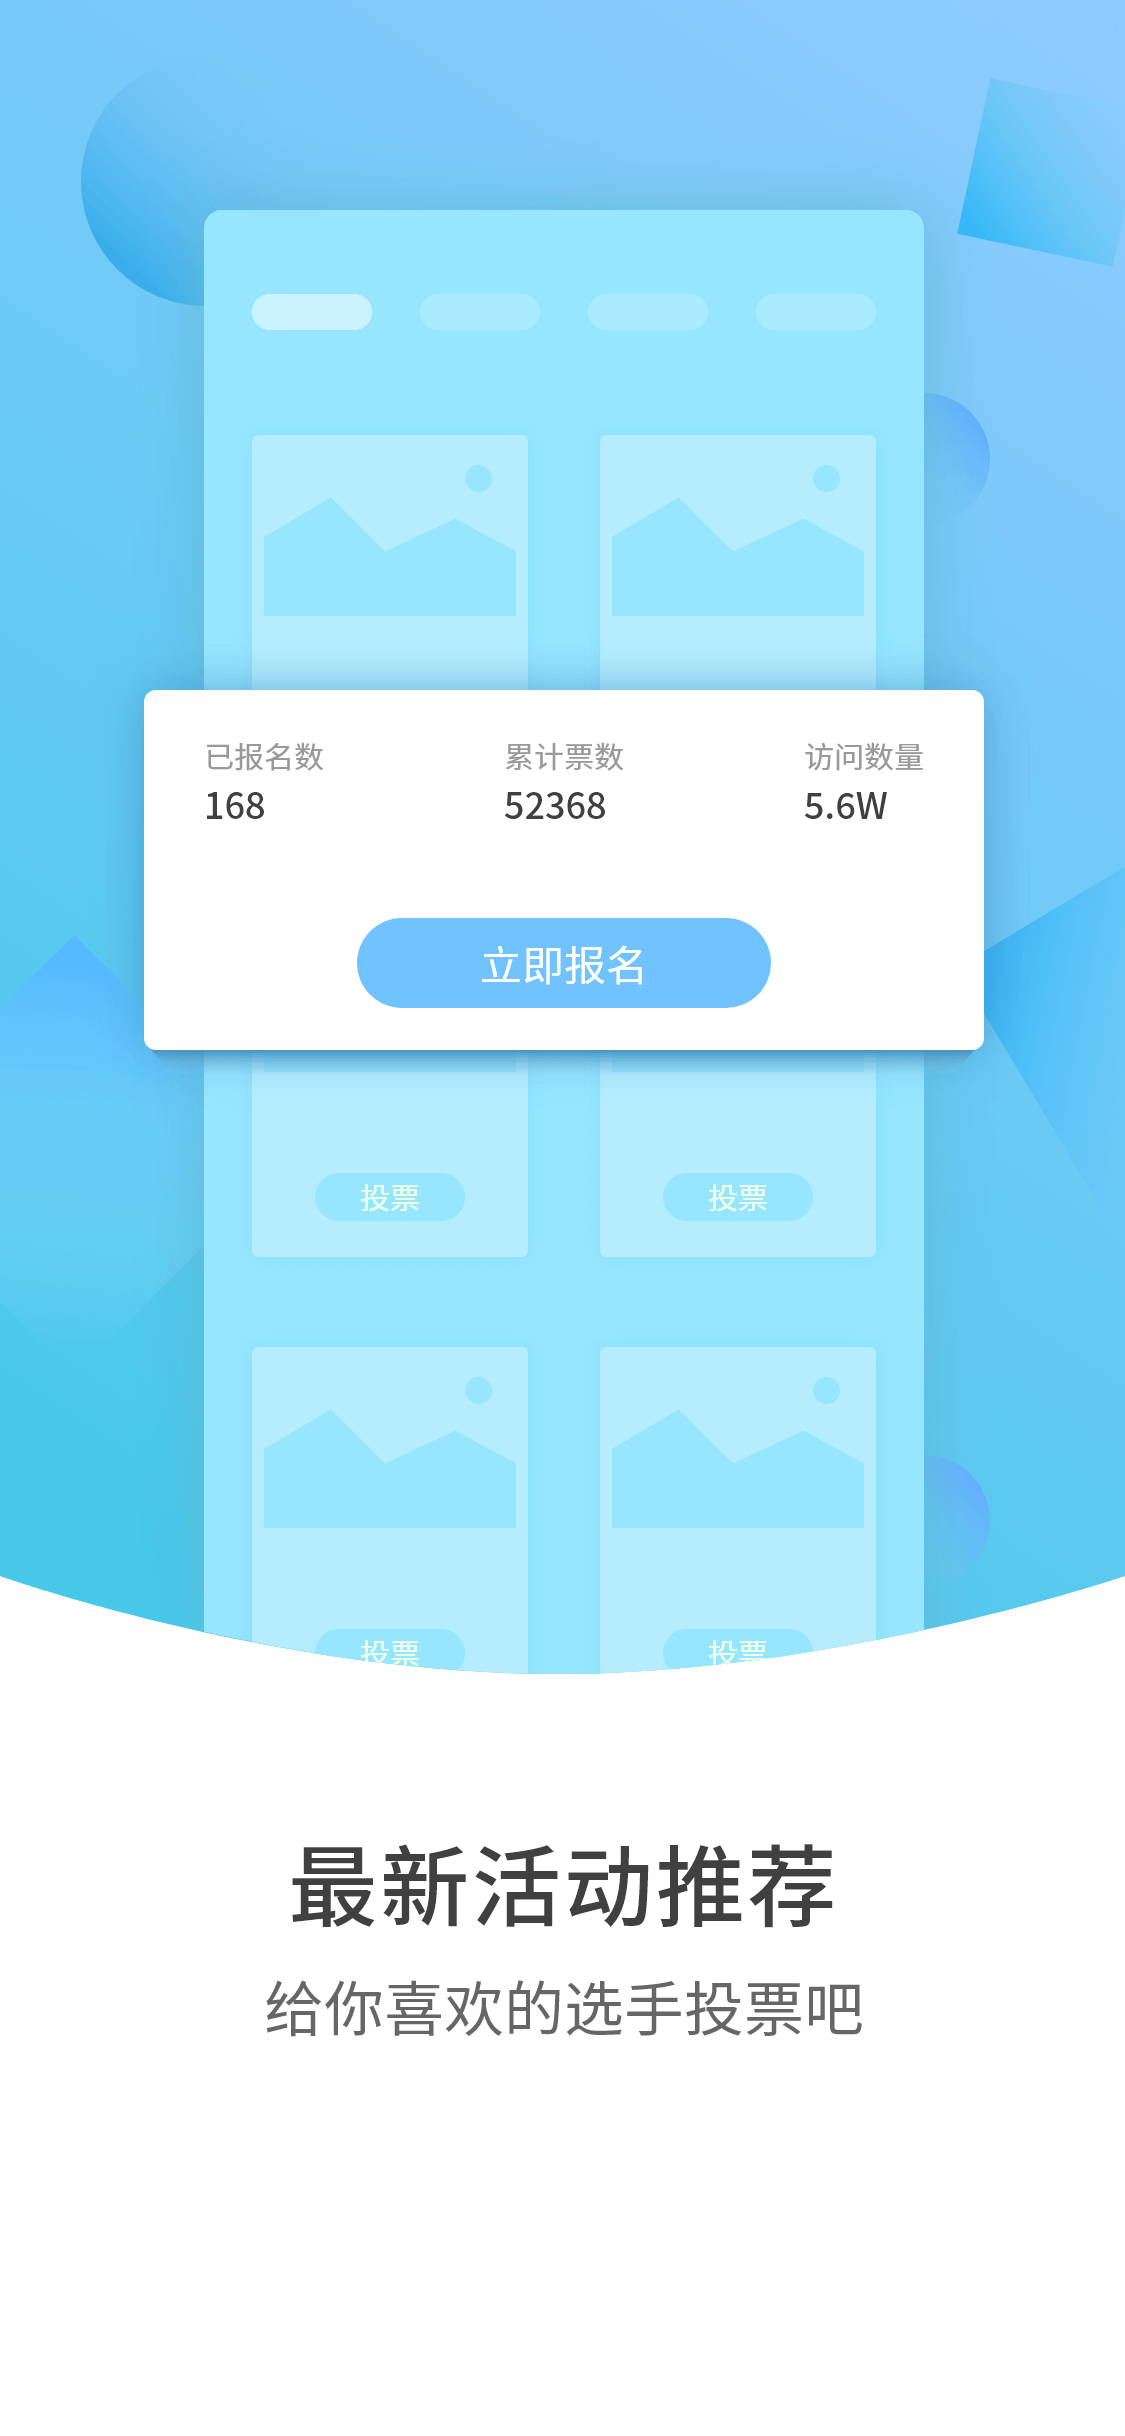 已报名数 累计票数 访问数量
168 52368 5.6W
立即报名
投票 投票
投票 投票
最新活动推荐
给你喜欢的选手投票吧